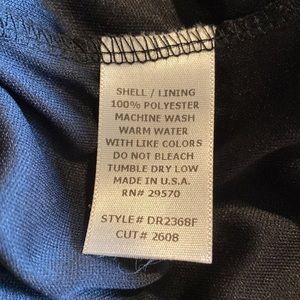 SHELL / LINING
100% POLYESTER
MACHINE WASH
WARM WATER
WITH LIKE COLORS
DO NOT BLEACH
TUMBLE DRY LOW
MADE IN U.S.A.
RN# 29570
STYLE# DR2368F
CUT# 2608